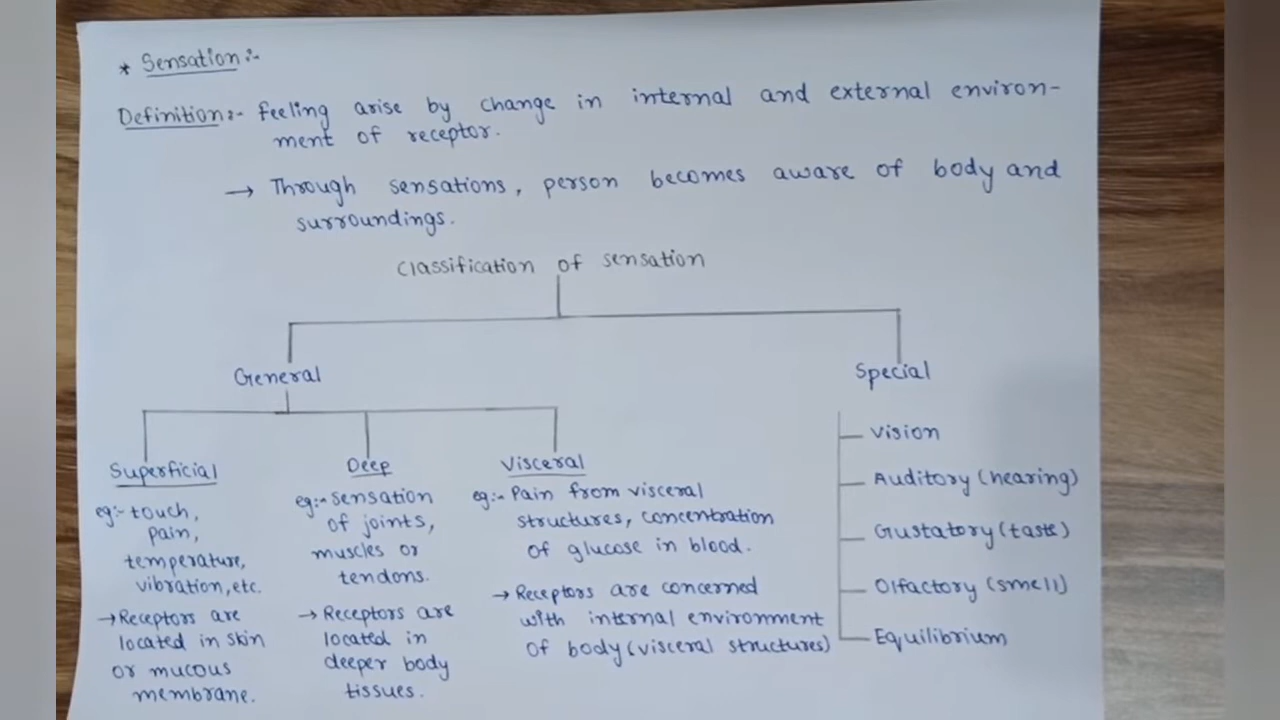 * Sensation:-
Definition:- feeling arise by change in internal and external environ-
ment of receptor.
→ Through sensations, person becomes aware of body and
surroundings.
Classification of sensation
General
Special
Superficial
eg:- touch,
pain,
temperature,
vibration, etc.
→ Receptors are
located in skin
or mucous
membrane.
Deep
eg:- sensation
of joints,
muscles or
tendons.
→ Receptors are
located in
deeper body
tissues.
Visceral
eg:- Pain from visceral
structures, concentration
of glucose in blood.
→ Receptors are concerned
with internal environment
of body (visceral structures)
Vision
Auditory (hearing)
Gustatory (taste)
Olfactory (smell)
Equilibrium